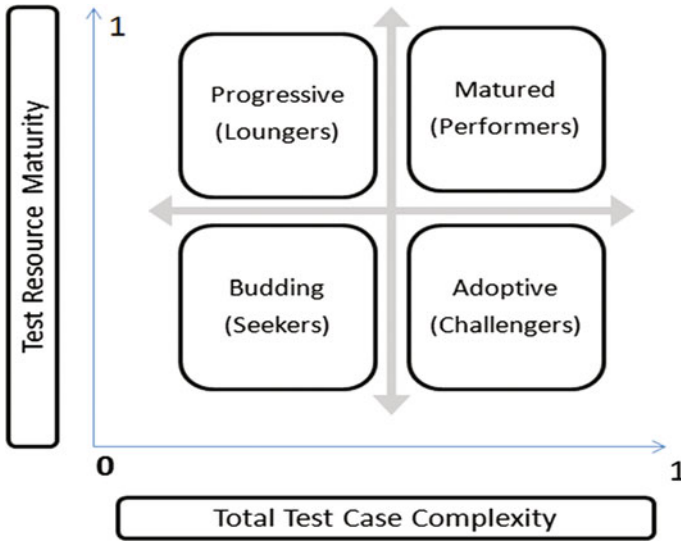 1
Test Resource Maturity
Progressive
(Loungers)
Matured
(Performers)
Budding
(Seekers)
Adoptive
(Challengers)
0
1
Total Test Case Complexity